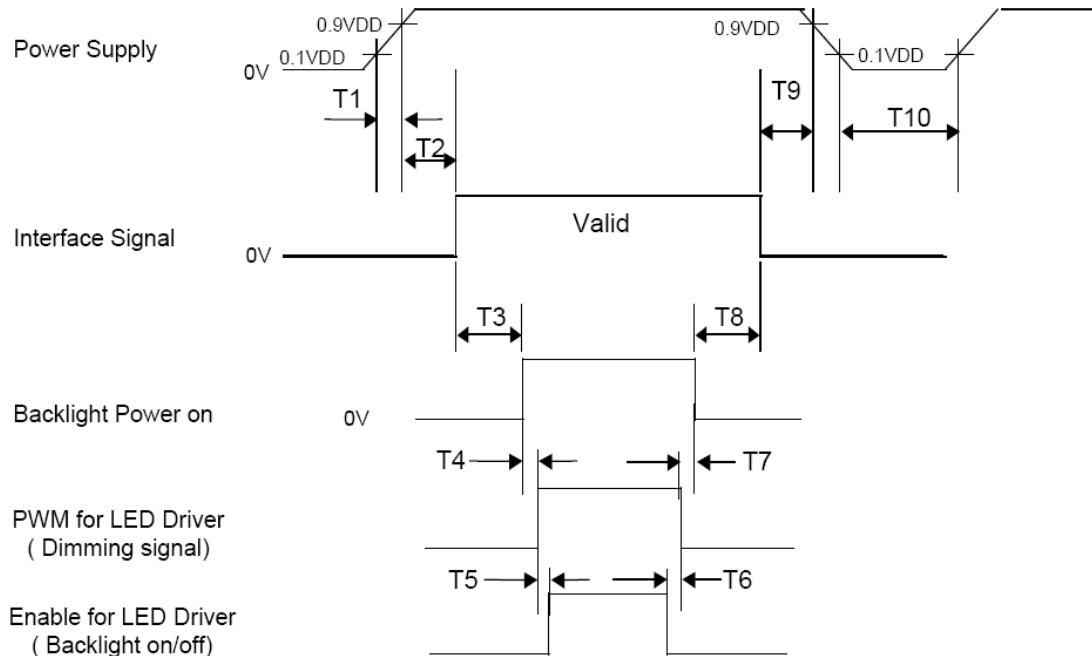 0.9VDD
0.9VDD
Power Supply
0.1VDD
0.1VDD
0V
T1
T9
T10
T2
Valid
Interface Signal
0V
T3
T8
Backlight Power on
0V
T4
T7
PWM for LED Driver
( Dimming signal)
T5
T6
Enable for LED Driver
( Backlight on/off)